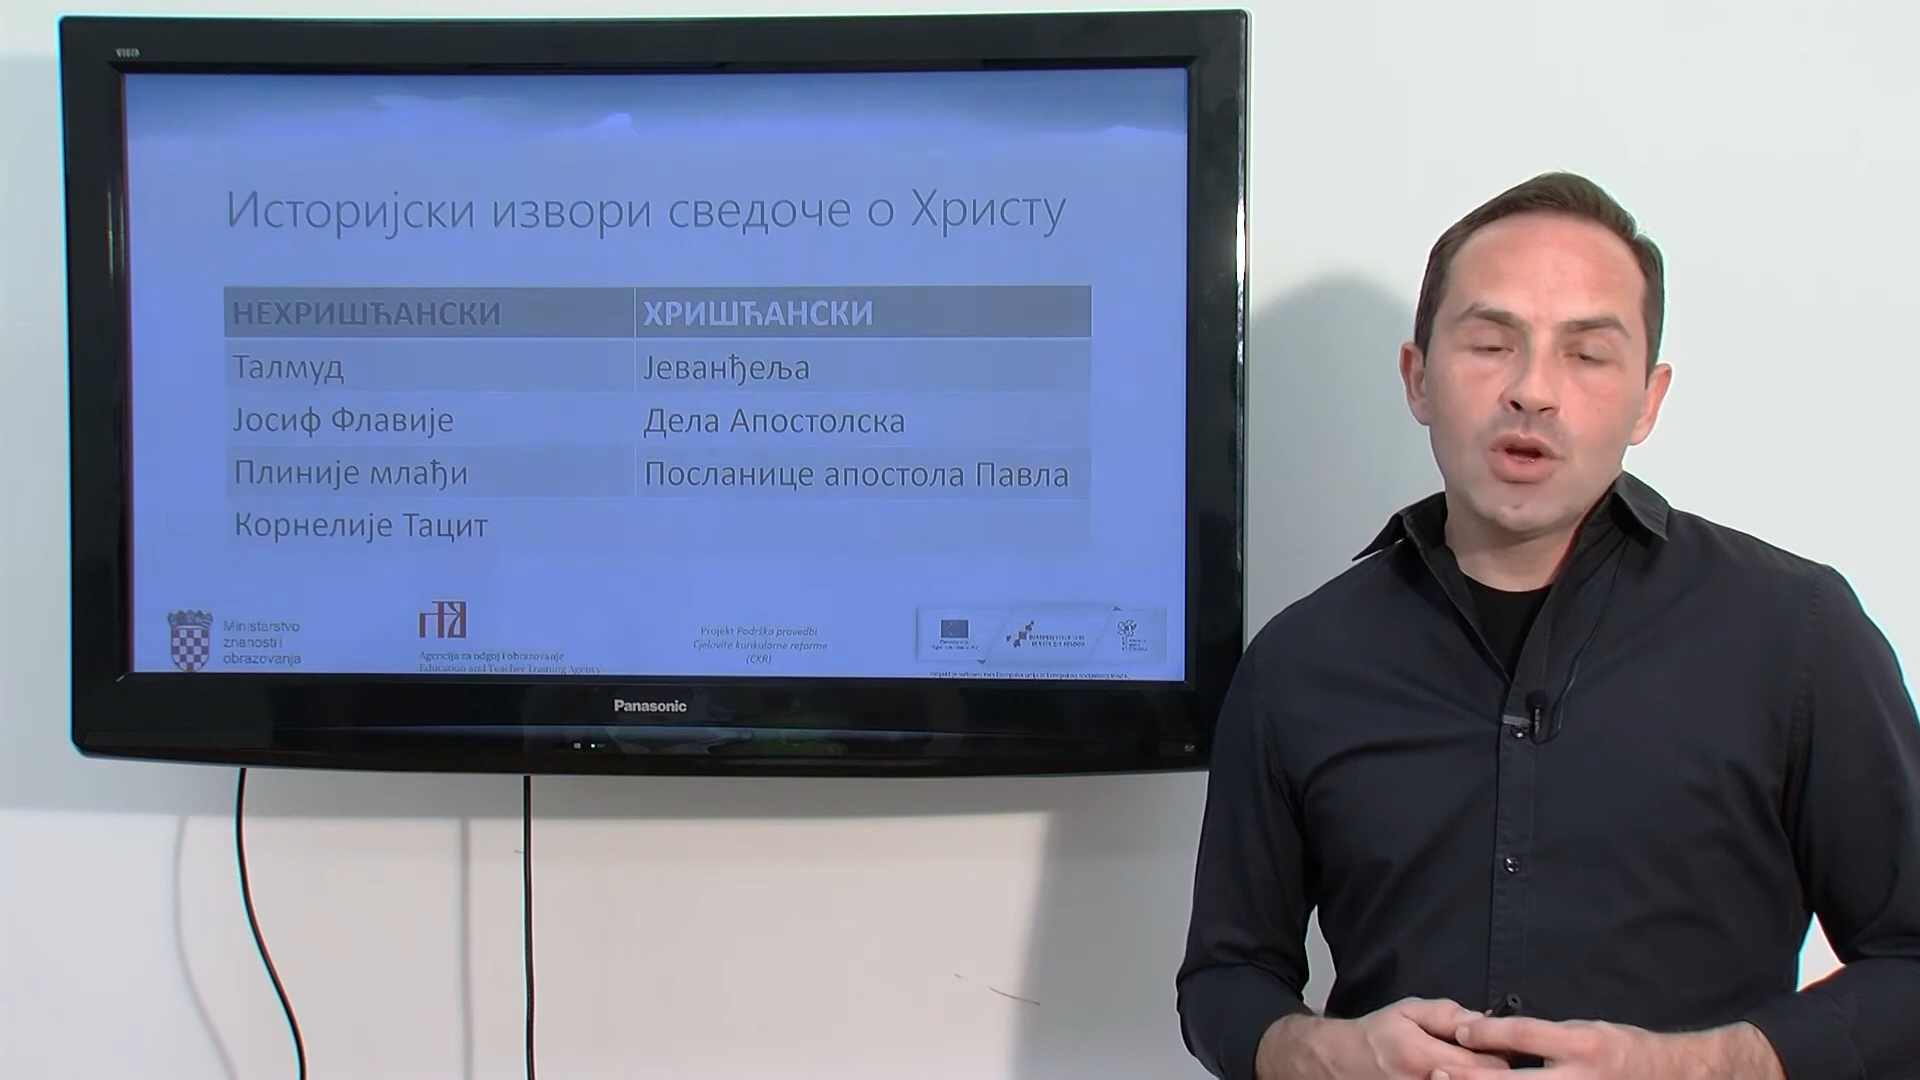 Историјски извори сведоче о Христу
НЕХРИШЋАНСКИ ХРИШЋАНСКИ
Талмуд Јеванђеља
Јосиф Флавије Дела Апостолска
Плиније млађи Посланице апостола Павла
Корнелије Тацит
Ministarstvo
znanosti i
obrazovanja
Agencija za odgoj i obrazovanje
Education and Teacher Training Agency
Projekt Podrška provedbi
Cjelovite kurikularne reforme
(CKR)
Panasonic